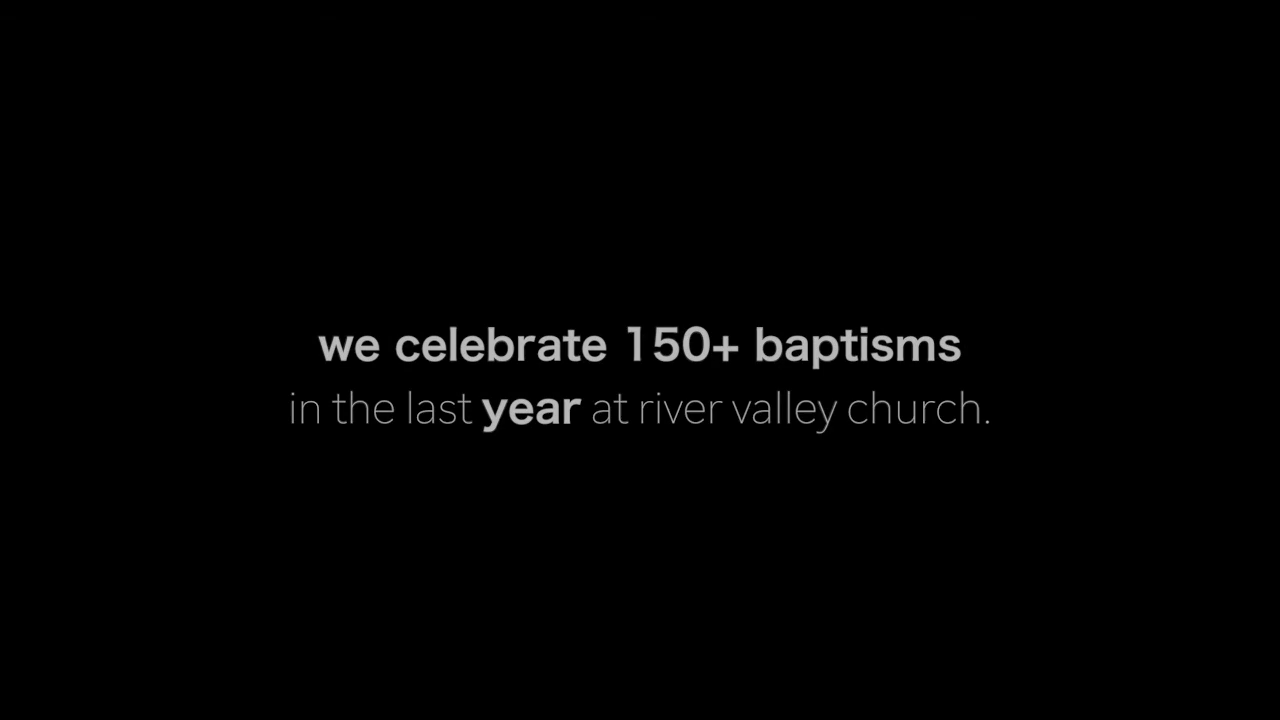 we celebrate 150+ baptisms
in the last year at river valley church.